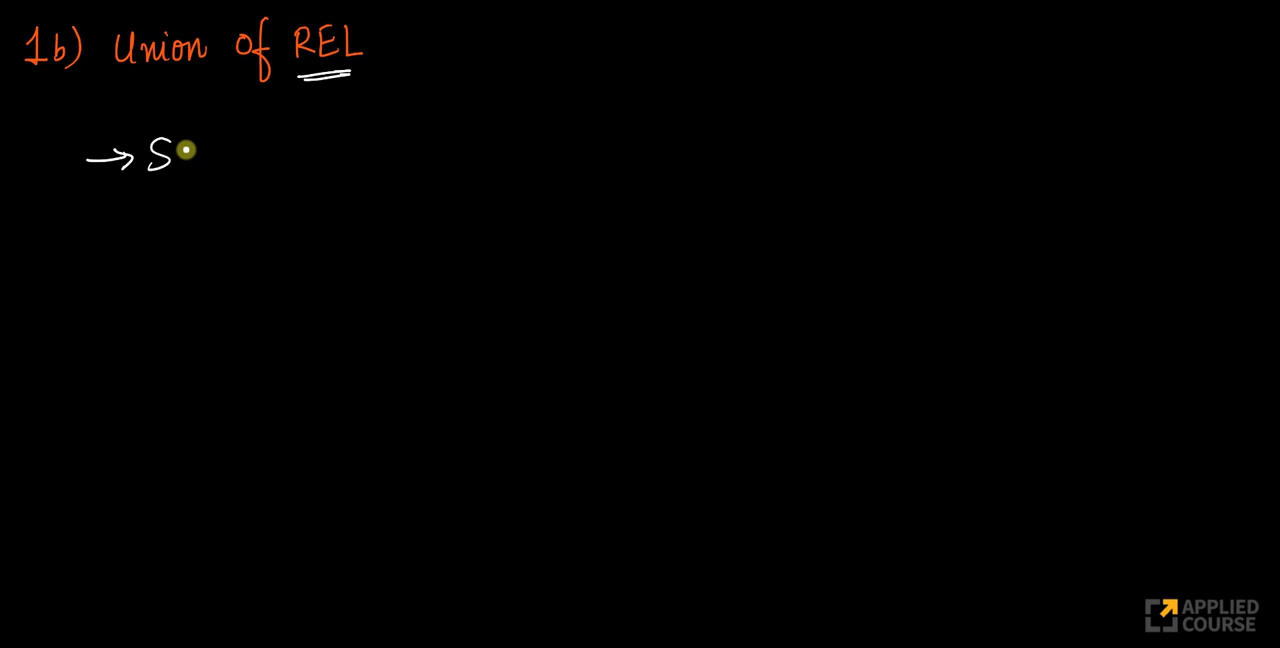 1b) Union of REL
→ S
APPLIED
COURSE